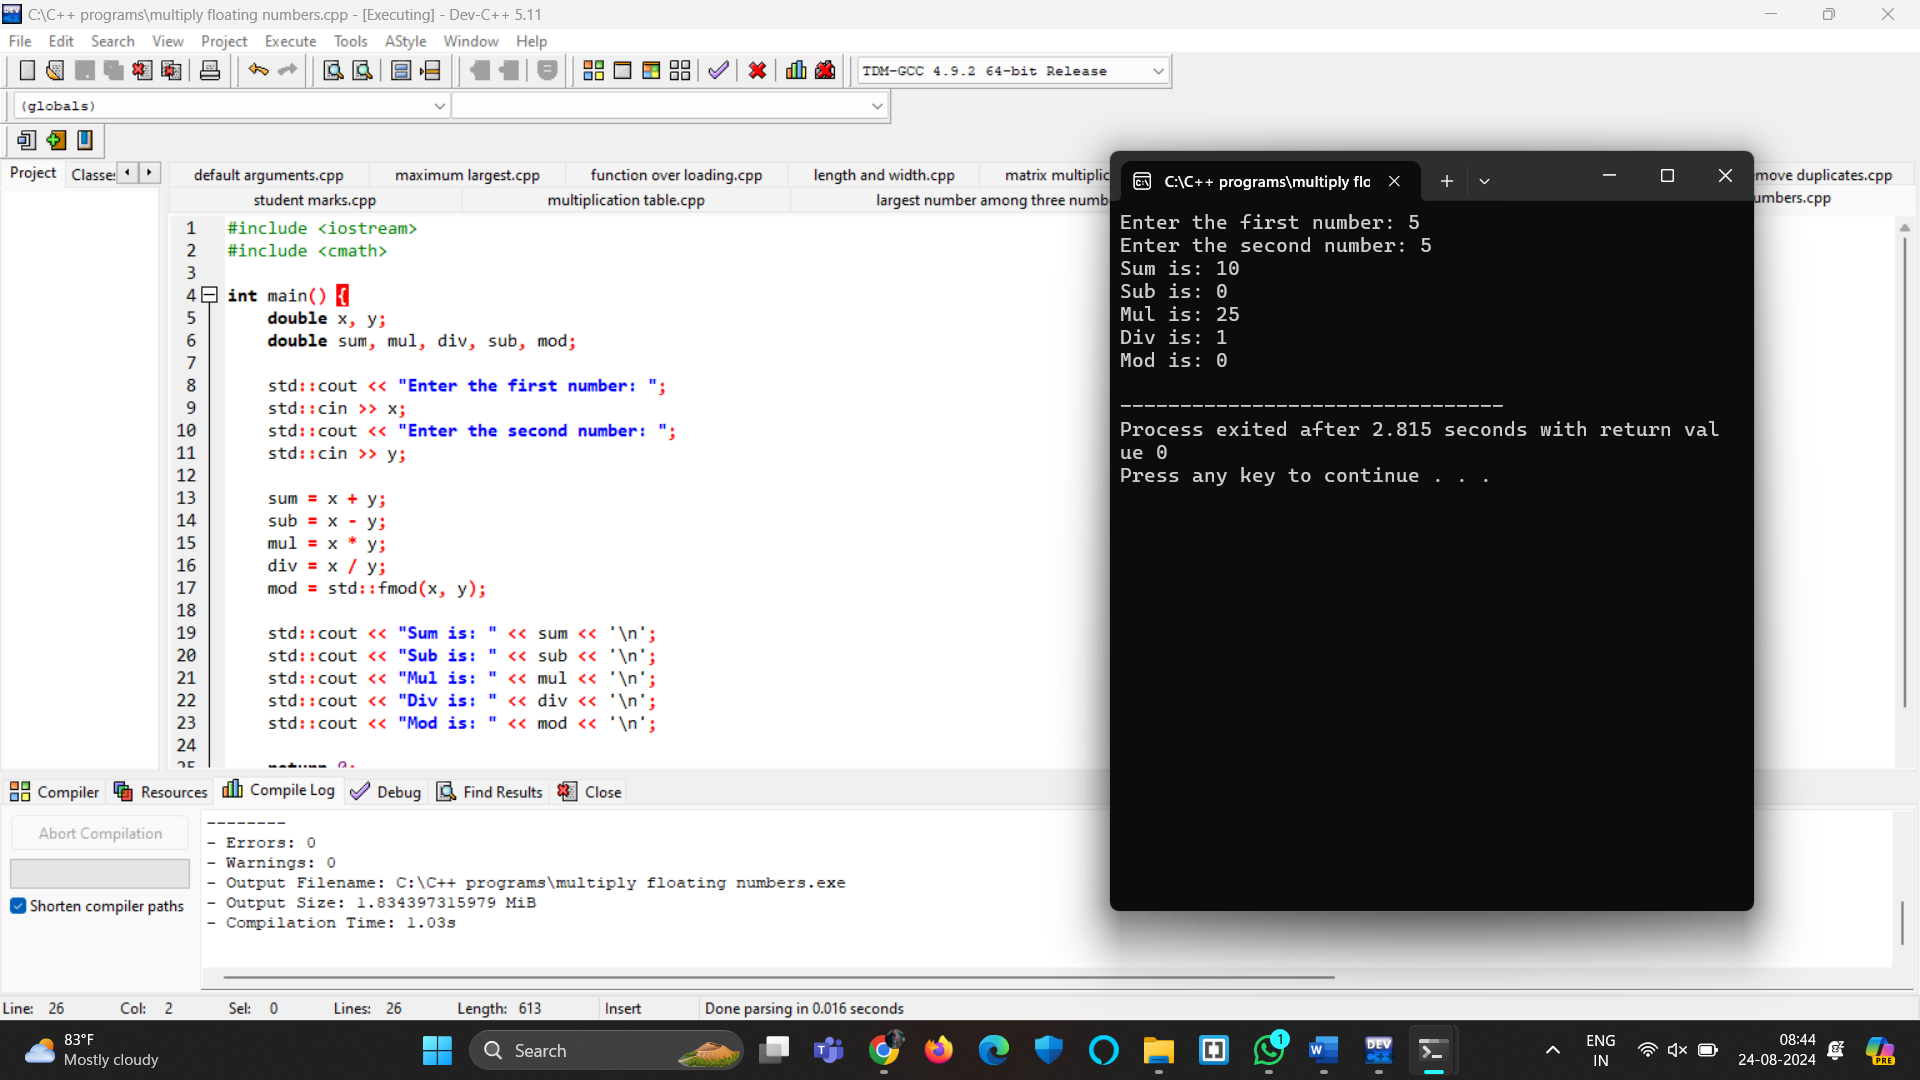 C:\C++ programs\multiply floating numbers.cpp - [Executing] - Dev-C++ 5.11
File Edit Search View Project Execute Tools AStyle Window Help
TDM-GCC 4.9.2 64-bit Release
(globals)
Project Classes
default arguments.cpp maximum largest.cpp function over loading.cpp length and width.cpp matrix multiplic move duplicates.cpp
student marks.cpp multiplication table.cpp largest number among three numb umbers.cpp
1 #include <iostream>
2 #include <cmath>
3
4 int main() {
5 double x, y;
6 double sum, mul, div, sub, mod;
7
8 std::cout << "Enter the first number: ";
9 std::cin >> x;
10 std::cout << "Enter the second number: ";
11 std::cin >> y;
12
13 sum = x + y;
14 sub = x - y;
15 mul = x * y;
16 div = x / y;
17 mod = std::fmod(x, y);
18
19 std::cout << "Sum is: " << sum << '\n';
20 std::cout << "Sub is: " << sub << '\n';
21 std::cout << "Mul is: " << mul << '\n';
22 std::cout << "Div is: " << div << '\n';
23 std::cout << "Mod is: " << mod << '\n';
24
25 return 0;
C:\C++ programs\multiply flo
Enter the first number: 5
Enter the second number: 5
Sum is: 10
Sub is: 0
Mul is: 25
Div is: 1
Mod is: 0
--------------------------------
Process exited after 2.815 seconds with return val
ue 0
Press any key to continue . . .
Compiler Resources Compile Log Debug Find Results Close
Abort Compilation
Shorten compiler paths
--------
- Errors: 0
- Warnings: 0
- Output Filename: C:\C++ programs\multiply floating numbers.exe
- Output Size: 1.834397315979 MiB
- Compilation Time: 1.03s
Line: 26 Col: 2 Sel: 0 Lines: 26 Length: 613 Insert Done parsing in 0.016 seconds
83°F
Mostly cloudy
Search
1
DEV
ENG
IN
08:44
24-08-2024
PRE